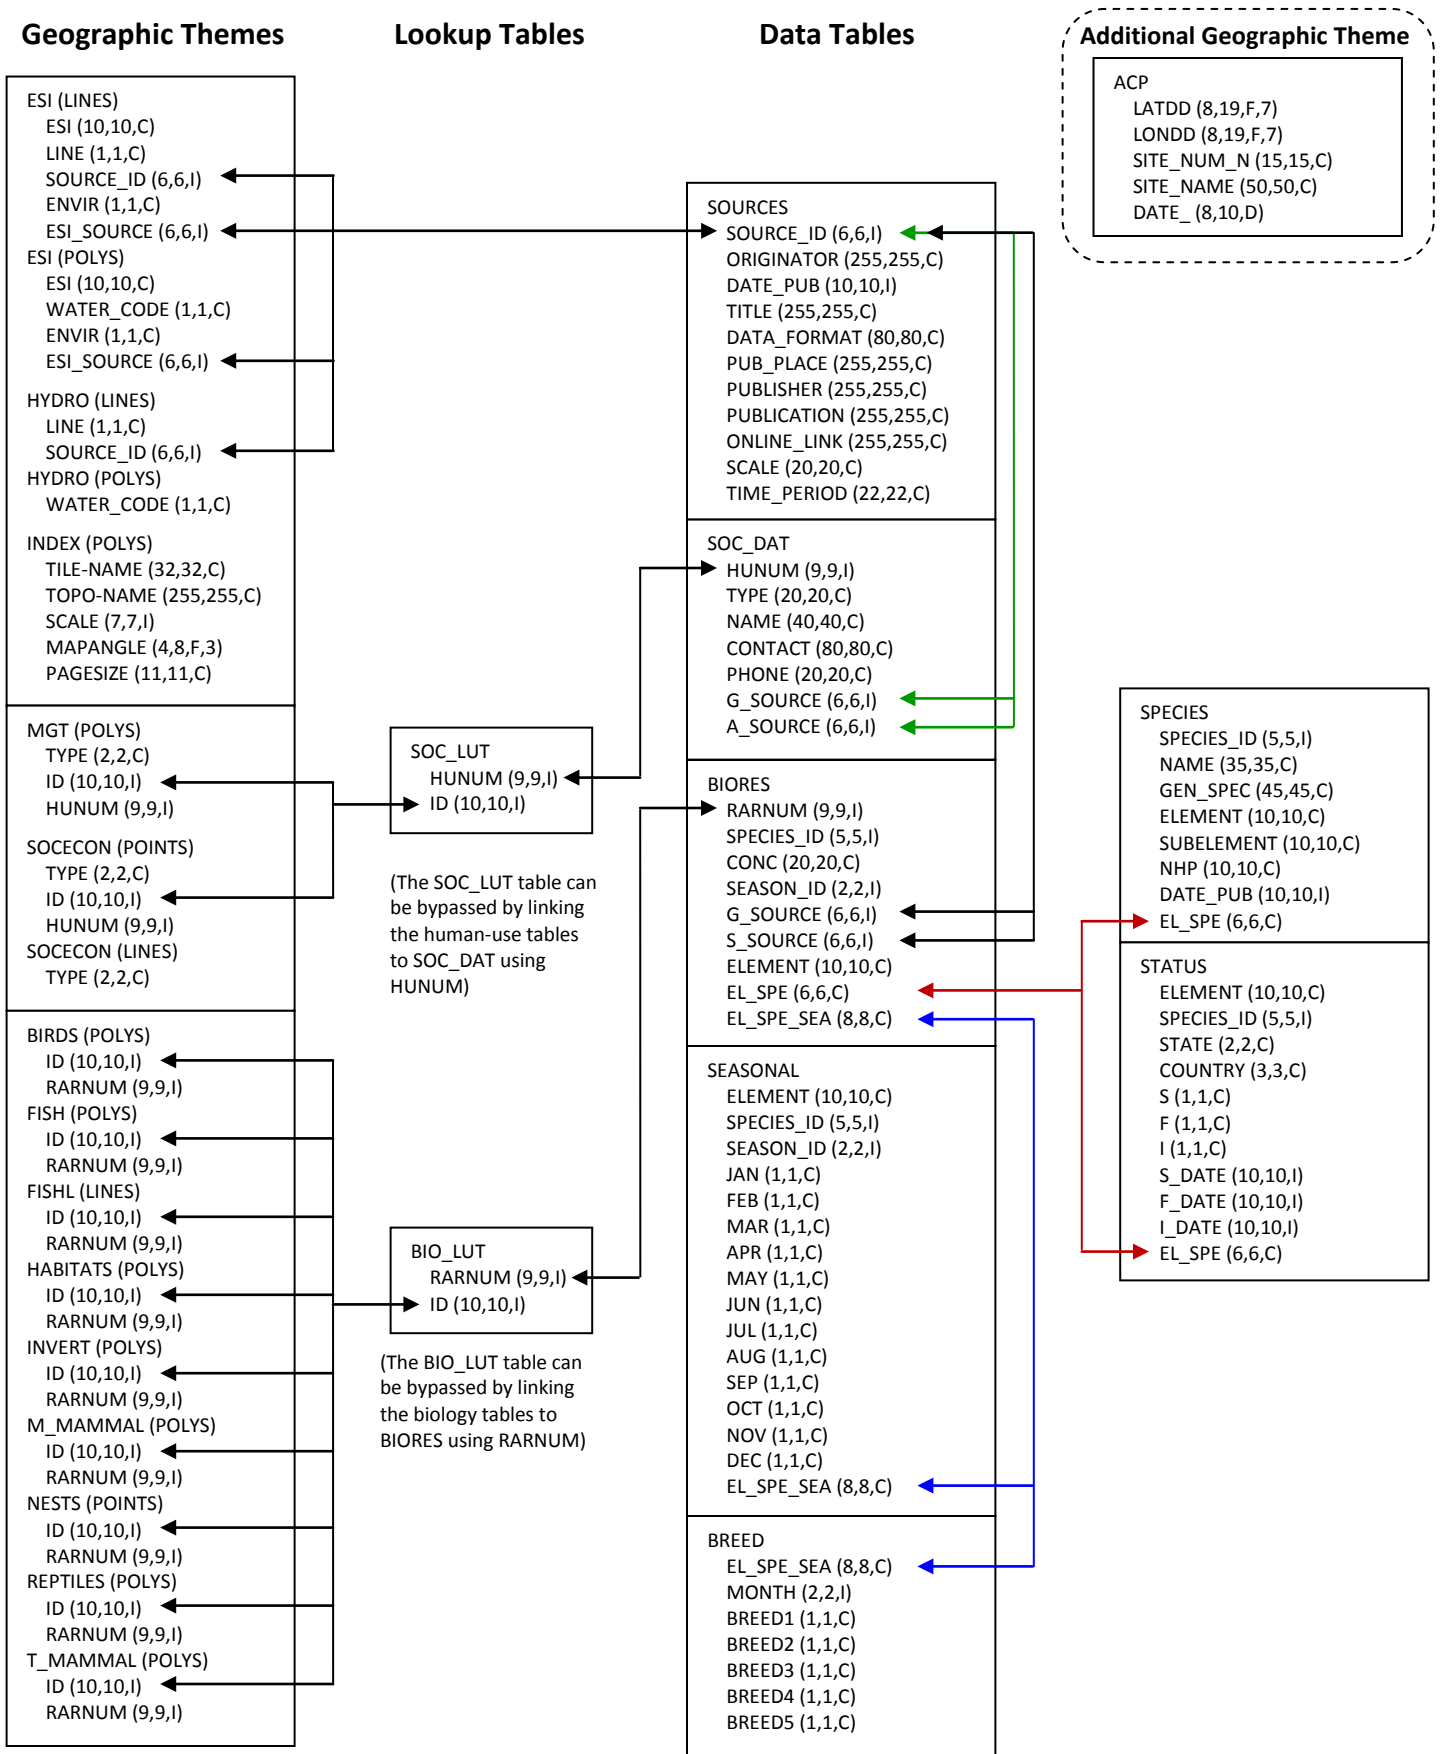 Geographic Themes
ESI (LINES)
ESI (10,10,C)
LINE (1,1,C)
SOURCE_ID (6,6,I)
ENVIR (1,1,C)
ESI_SOURCE (6,6,I)
ESI (POLYS)
ESI (10,10,C)
WATER_CODE (1,1,C)
ENVIR (1,1,C)
ESI_SOURCE (6,6,I)
HYDRO (LINES)
LINE (1,1,C)
SOURCE_ID (6,6,I)
HYDRO (POLYS)
WATER_CODE (1,1,C)
INDEX (POLYS)
TILE-NAME (32,32,C)
TOPO-NAME (255,255,C)
SCALE (7,7,I)
MAPANGLE (4,8,F,3)
PAGESIZE (11,11,C)
MGT (POLYS)
TYPE (2,2,C)
ID (10,10,I)
HUNUM (9,9,I)
SOCECON (POINTS)
TYPE (2,2,C)
ID (10,10,I)
HUNUM (9,9,I)
SOCECON (LINES)
TYPE (2,2,C)
BIRDS (POLYS)
ID (10,10,I)
RARNUM (9,9,I)
FISH (POLYS)
ID (10,10,I)
RARNUM (9,9,I)
FISHL (LINES)
ID (10,10,I)
RARNUM (9,9,I)
HABITATS (POLYS)
ID (10,10,I)
RARNUM (9,9,I)
INVERT (POLYS)
ID (10,10,I)
RARNUM (9,9,I)
M_MAMMAL (POLYS)
ID (10,10,I)
RARNUM (9,9,I)
NESTS (POINTS)
ID (10,10,I)
RARNUM (9,9,I)
REPTILES (POLYS)
ID (10,10,I)
RARNUM (9,9,I)
T_MAMMAL (POLYS)
ID (10,10,I)
RARNUM (9,9,I)
Lookup Tables
SOC_LUT
HUNUM (9,9,I)
ID (10,10,I)
(The SOC_LUT table can
be bypassed by linking
the human-use tables
to SOC_DAT using
HUNUM)
BIO_LUT
RARNUM (9,9,I)
ID (10,10,I)
(The BIO_LUT table can
be bypassed by linking
the biology tables to
BIORES using RARNUM)
Data Tables
SOURCES
SOURCE_ID (6,6,I)
ORIGINATOR (255,255,C)
DATE_PUB (10,10,I)
TITLE (255,255,C)
DATA_FORMAT (80,80,C)
PUB_PLACE (255,255,C)
PUBLISHER (255,255,C)
PUBLICATION (255,255,C)
ONLINE_LINK (255,255,C)
SCALE (20,20,C)
TIME_PERIOD (22,22,C)
SOC_DAT
HUNUM (9,9,I)
TYPE (20,20,C)
NAME (40,40,C)
CONTACT (80,80,C)
PHONE (20,20,C)
G_SOURCE (6,6,I)
A_SOURCE (6,6,I)
BIORES
RARNUM (9,9,I)
SPECIES_ID (5,5,I)
CONC (20,20,C)
SEASON_ID (2,2,I)
G_SOURCE (6,6,I)
S_SOURCE (6,6,I)
ELEMENT (10,10,C)
EL_SPE (6,6,C)
EL_SPE_SEA (8,8,C)
SEASONAL
ELEMENT (10,10,C)
SPECIES_ID (5,5,I)
SEASON_ID (2,2,I)
JAN (1,1,C)
FEB (1,1,C)
MAR (1,1,C)
APR (1,1,C)
MAY (1,1,C)
JUN (1,1,C)
JUL (1,1,C)
AUG (1,1,C)
SEP (1,1,C)
OCT (1,1,C)
NOV (1,1,C)
DEC (1,1,C)
EL_SPE_SEA (8,8,C)
BREED
EL_SPE_SEA (8,8,C)
MONTH (2,2,I)
BREED1 (1,1,C)
BREED2 (1,1,C)
BREED3 (1,1,C)
BREED4 (1,1,C)
BREED5 (1,1,C)
Additional Geographic Theme
ACP
LATDD (8,19,F,7)
LONDD (8,19,F,7)
SITE_NUM_N (15,15,C)
SITE_NAME (50,50,C)
DATE_ (8,10,D)
SPECIES
SPECIES_ID (5,5,I)
NAME (35,35,C)
GEN_SPEC (45,45,C)
ELEMENT (10,10,C)
SUBELEMENT (10,10,C)
NHP (10,10,C)
DATE_PUB (10,10,I)
EL_SPE (6,6,C)
STATUS
ELEMENT (10,10,C)
SPECIES_ID (5,5,I)
STATE (2,2,C)
COUNTRY (3,3,C)
S (1,1,C)
F (1,1,C)
I (1,1,C)
S_DATE (10,10,I)
F_DATE (10,10,I)
I_DATE (10,10,I)
EL_SPE (6,6,C)